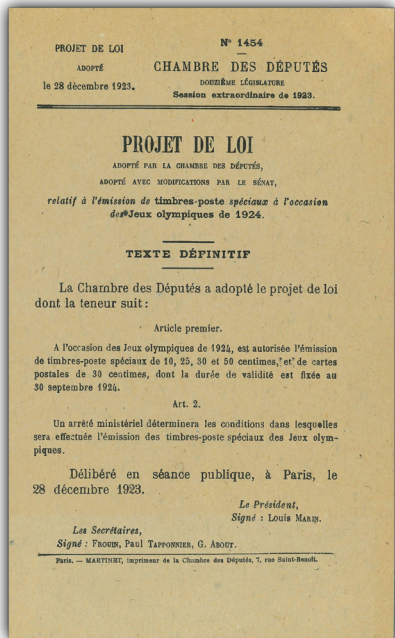 PROJET DE LOI
ADOPTÉ
le 28 décembre 1923.
N° 1454
CHAMBRE DES DÉPUTÉS
DOUZIÈME LÉGISLATURE
Session extraordinaire de 1923.
PROJET DE LOI
ADOPTÉ PAR LA CHAMBRE DES DÉPUTÉS,
ADOPTÉ AVEC MODIFICATIONS PAR LE SÉNAT,
relatif à l'émission de timbres-poste spéciaux à l'occasion
des Jeux olympiques de 1924.
TEXTE DÉFINITIF
La Chambre des Députés a adopté le projet de loi
dont la teneur suit :
Article premier.
A l'occasion des Jeux olympiques de 1924, est autorisée l'émission
de timbres-poste spéciaux de 10, 25, 30 et 50 centimes, et de cartes
postales de 30 centimes, dont la durée de validité est fixée au
30 septembre 1924.
Art. 2.
Un arrêté ministériel déterminera les conditions dans lesquelles
sera effectuée l'émission des timbres-poste spéciaux des Jeux olym-
piques.
Délibéré en séance publique, à Paris, le
28 décembre 1923.
Le Président,
Signé : Louis MARIN.
Les Secrétaires,
Signé : FROUIN, Paul TAPPONNIER, G. ABOUT.
Paris. — MARTINET, imprimeur de la Chambre des Députés, 7, rue Saint-Benoît.